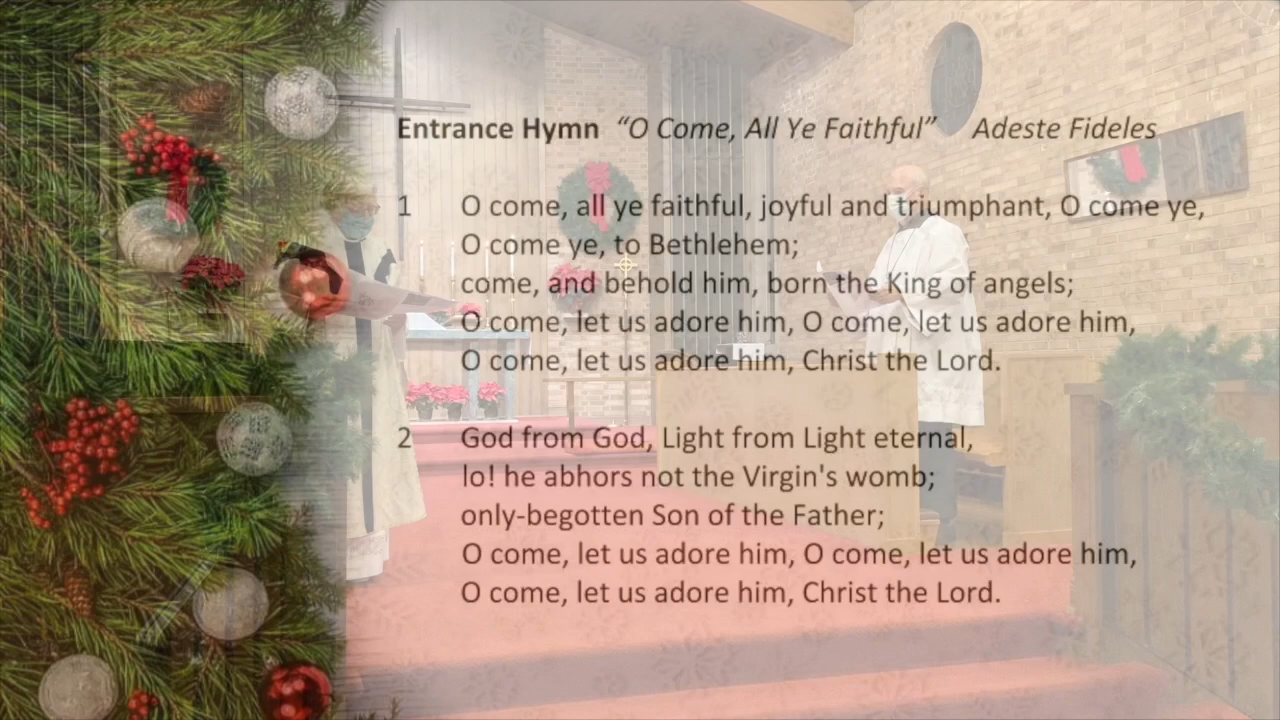 Entrance Hymn “O Come, All Ye Faithful” Adeste Fideles
1 O come, all ye faithful, joyful and triumphant, O come ye,
O come ye, to Bethlehem;
come, and behold him, born the King of angels;
O come, let us adore him, O come, let us adore him,
O come, let us adore him, Christ the Lord.
2 God from God, Light from Light eternal,
lo! he abhors not the Virgin's womb;
only-begotten Son of the Father;
O come, let us adore him, O come, let us adore him,
O come, let us adore him, Christ the Lord.